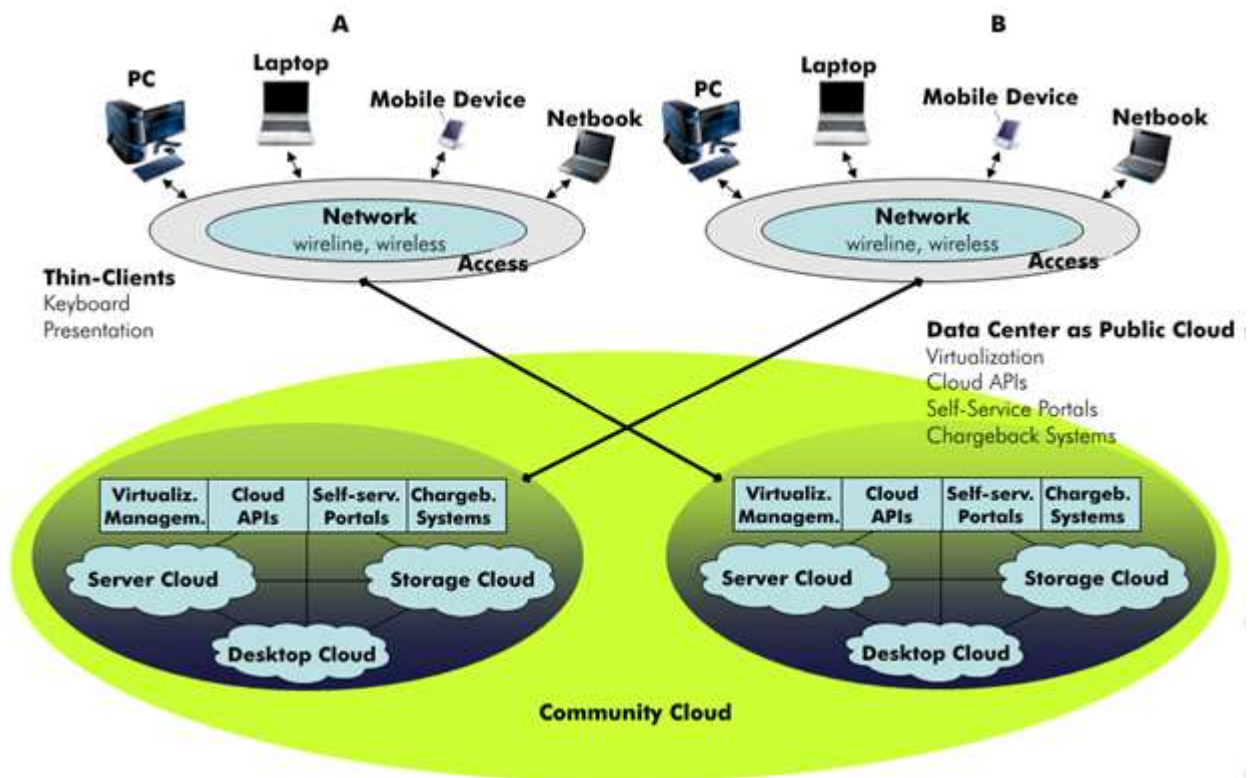 A
B
PC
Laptop
Mobile Device
Netbook
PC
Laptop
Mobile Device
Netbook
Network
wireline, wireless
Access
Network
wireline, wireless
Access
Thin-Clients
Keyboard
Presentation
Data Center as Public Cloud
Virtualization
Cloud APIs
Self-Service Portals
Chargeback Systems
Virtualiz.
Managem.
Cloud
APIs
Self-serv.
Portals
Chargeb.
Systems
Server Cloud
Storage Cloud
Desktop Cloud
Virtualiz.
Managem.
Cloud
APIs
Self-serv.
Portals
Chargeb.
Systems
Server Cloud
Storage Cloud
Desktop Cloud
Community Cloud